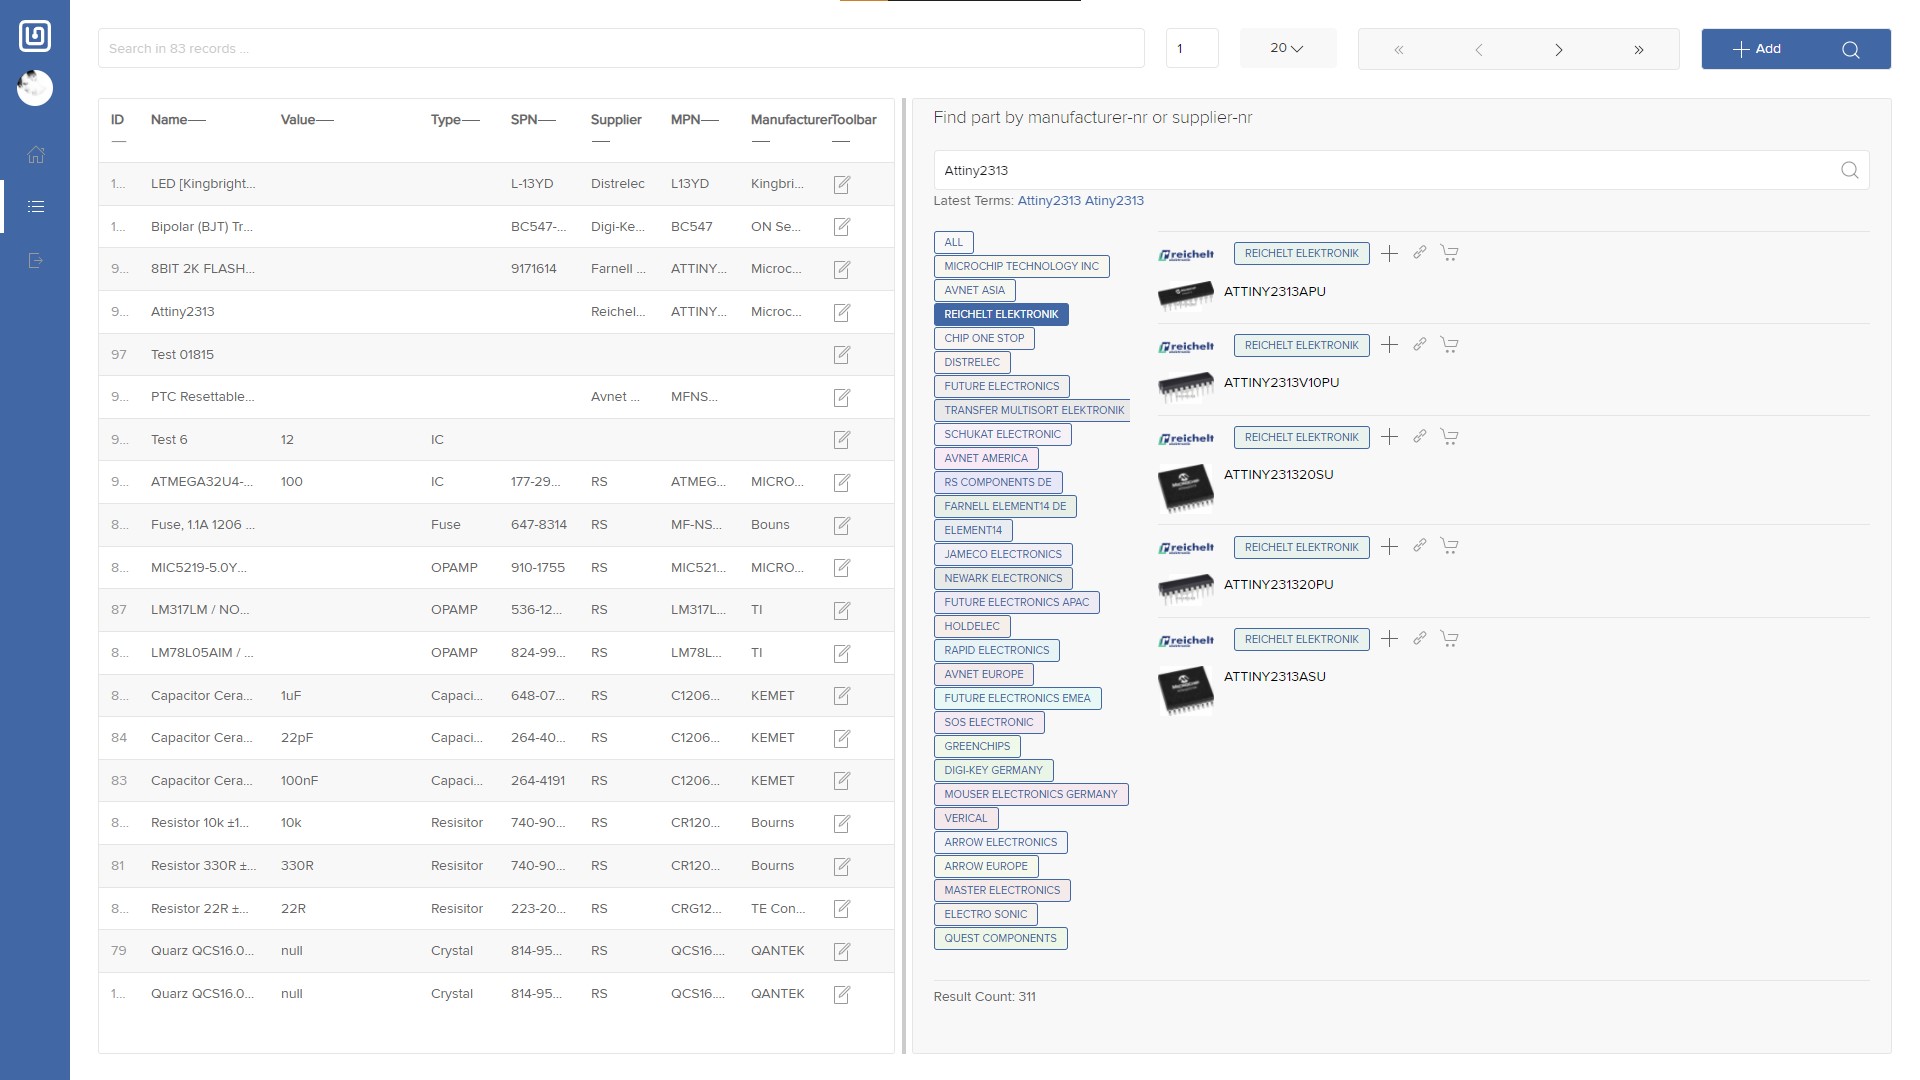 Search in 83 records ...
1
20
Add
ID Name Value Type SPN Supplier MPN Manufacturer Toolbar
1... LED [Kingbright... L-13YD Distrelec L13YD Kingbri...
1... Bipolar (BJT) Tr... BC547-... Digi-Ke... BC547 ON Se...
9... 8BIT 2K FLASH... 9171614 Farnell ... ATTINY... Microc...
9... Attiny2313 Reichel... ATTINY... Microc...
97 Test 01815
9... PTC Resettable... Avnet ... MFNS...
9... Test 6 12 IC
9... ATMEGA32U4-... 100 IC 177-29... RS ATMEG... MICRO...
8... Fuse, 1.1A 1206 ... Fuse 647-8314 RS MF-NS... Bouns
8... MIC5219-5.0Y... OPAMP 910-1755 RS MIC521... MICRO...
87 LM317LM / NO... OPAMP 536-12... RS LM317L... TI
8... LM78L05AIM / ... OPAMP 824-99... RS LM78L... TI
8... Capacitor Cera... 1uF Capaci... 648-07... RS C1206... KEMET
84 Capacitor Cera... 22pF Capaci... 264-40... RS C1206... KEMET
83 Capacitor Cera... 100nF Capaci... 264-4191 RS C1206... KEMET
8... Resistor 10k ±1... 10k Resisitor 740-90... RS CR120... Bourns
81 Resistor 330R ±... 330R Resisitor 740-90... RS CR120... Bourns
8... Resistor 22R ±... 22R Resisitor 223-20... RS CRG12... TE Con...
79 Quarz QCS16.0... null Crystal 814-95... RS QCS16.... QANTEK
1... Quarz QCS16.0... null Crystal 814-95... RS QCS16.... QANTEK
Find part by manufacturer-nr or supplier-nr
Attiny2313
Latest Terms: Attiny2313 Atiny2313
ALL
MICROCHIP TECHNOLOGY INC
AVNET ASIA
REICHELT ELEKTRONIK
CHIP ONE STOP
DISTRELEC
FUTURE ELECTRONICS
TRANSFER MULTISORT ELEKTRONIK
SCHUKAT ELECTRONIC
AVNET AMERICA
RS COMPONENTS DE
FARNELL ELEMENT14 DE
ELEMENT14
JAMECO ELECTRONICS
NEWARK ELECTRONICS
FUTURE ELECTRONICS APAC
HOLDELEC
RAPID ELECTRONICS
AVNET EUROPE
FUTURE ELECTRONICS EMEA
SOS ELECTRONIC
GREENCHIPS
DIGI-KEY GERMANY
MOUSER ELECTRONICS GERMANY
VERICAL
ARROW ELECTRONICS
ARROW EUROPE
MASTER ELECTRONICS
ELECTRO SONIC
QUEST COMPONENTS
reichelt REICHELT ELEKTRONIK
ATTINY2313APU
reichelt REICHELT ELEKTRONIK
ATTINY2313V10PU
reichelt REICHELT ELEKTRONIK
ATTINY231320SU
reichelt REICHELT ELEKTRONIK
ATTINY231320PU
reichelt REICHELT ELEKTRONIK
ATTINY2313ASU
Result Count: 311